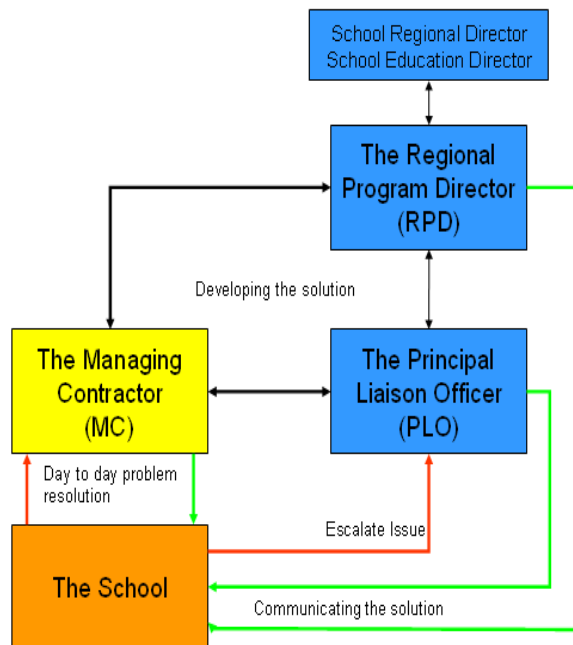 School Regional Director
School Education Director
The Regional
Program Director
(RPD)
Developing the solution
The Managing
Contractor
(MC)
The Principal
Liaison Officer
(PLO)
Day to day problem
resolution
Escalate Issue
The School
Communicating the solution